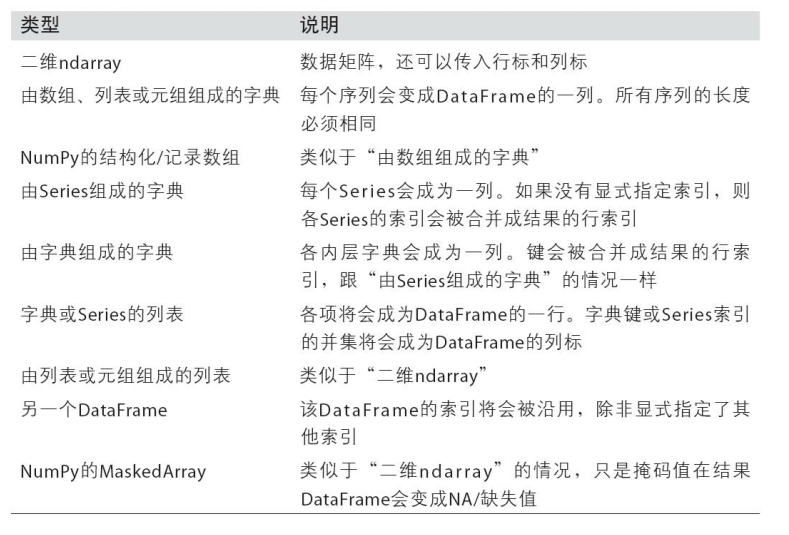 类型 说明
二维ndarray 数据矩阵，还可以传入行标和列标
由数组、列表或元组组成的字典 每个序列会变成DataFrame的一列。所有序列的长度
必须相同
NumPy的结构化/记录数组 类似于“由数组组成的字典”
由Series组成的字典 每个Series会成为一列。如果没有显式指定索引，则
各Series的索引会被合并成结果的行索引
由字典组成的字典 各内层字典会成为一列。键会被合并成结果的行索
引，跟“由Series组成的字典”的情况一样
字典或Series的列表 各项将会成为DataFrame的一行。字典键或Series索引
的并集将会成为DataFrame的列标
由列表或元组组成的列表 类似于“二维ndarray”
另一个DataFrame 该DataFrame的索引将会被沿用，除非显式指定了其
他索引
NumPy的MaskedArray 类似于“二维ndarray”的情况，只是掩码值在结果
DataFrame会变成NA/缺失值